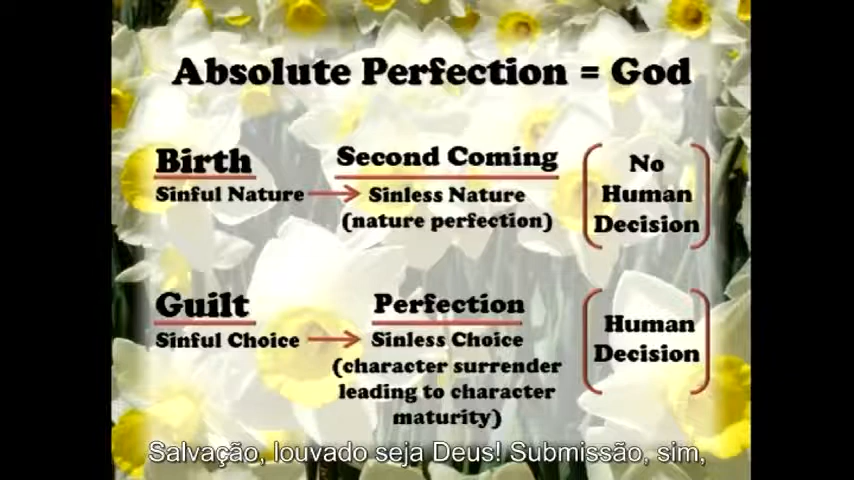 Absolute Perfection = God
Birth
Sinful Nature
Second Coming
Sinless Nature
(nature perfection)
No
Human
Decision
Guilt
Sinful Choice
Perfection
Sinless Choice
(character surrender
leading to character
maturity)
Human
Decision
Salvação, louvado seja Deus! Submissão, sim,